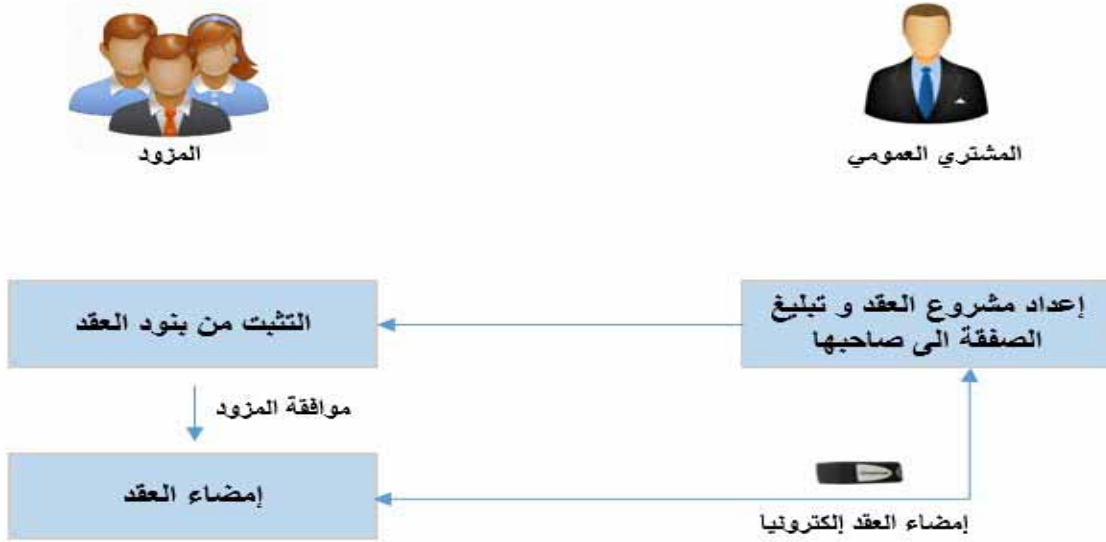 المشتري العمومي
المزود
إعداد مشروع العقد و تبليغ
الصفقة الى صاحبها
التثبت من بنود العقد
موافقة المزود
إمضاء العقد
إمضاء العقد إلكترونيا